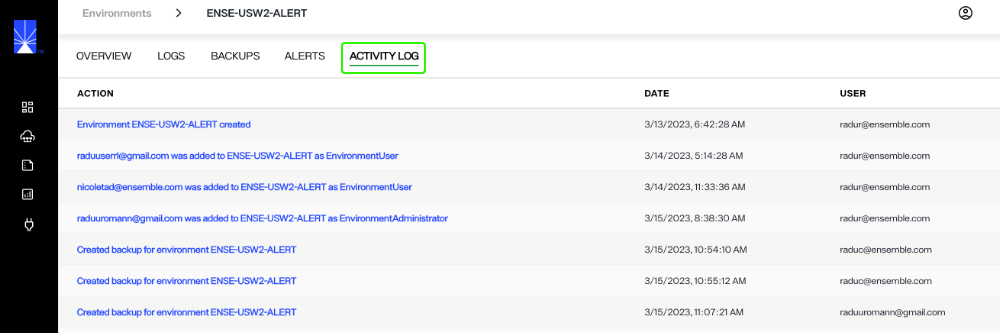 Environments > ENSE-USW2-ALERT
OVERVIEW LOGS BACKUPS ALERTS ACTIVITY LOG
ACTION DATE USER
Environment ENSE-USW2-ALERT created 3/13/2023, 6:42:28 AM radur@ensemble.com
raduuserrl@gmail.com was added to ENSE-USW2-ALERT as EnvironmentUser 3/14/2023, 5:14:28 AM radur@ensemble.com
nicoletad@ensemble.com was added to ENSE-USW2-ALERT as EnvironmentUser 3/14/2023, 11:33:36 AM radur@ensemble.com
raduuromann@gmail.com was added to ENSE-USW2-ALERT as EnvironmentAdministrator 3/15/2023, 8:38:30 AM radur@ensemble.com
Created backup for environment ENSE-USW2-ALERT 3/15/2023, 10:54:10 AM raduc@ensemble.com
Created backup for environment ENSE-USW2-ALERT 3/15/2023, 10:55:12 AM raduc@ensemble.com
Created backup for environment ENSE-USW2-ALERT 3/15/2023, 11:07:21 AM raduuromann@gmail.com